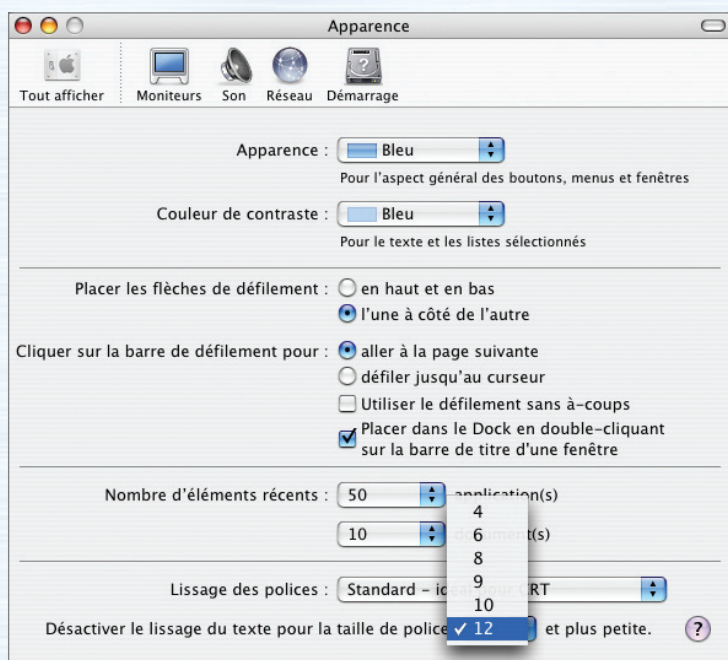 Apparence
Tout afficher Moniteurs Son Réseau Démarrage
Apparence : Bleu
Pour l'aspect général des boutons, menus et fenêtres
Couleur de contraste : Bleu
Pour le texte et les listes sélectionnés
Placer les flèches de défilement : en haut et en bas
l'une à côté de l'autre
Cliquer sur la barre de défilement pour : aller à la page suivante
défiler jusqu'au curseur
Utiliser le défilement sans à-coups
Placer dans le Dock en double-cliquant
sur la barre de titre d'une fenêtre
Nombre d'éléments récents : 50 application(s)
4
10 document(s)
6
8
Lissage des polices : Standard – idéal pour CRT
9
10
Désactiver le lissage du texte pour la taille de police ✓ 12 et plus petite. ?